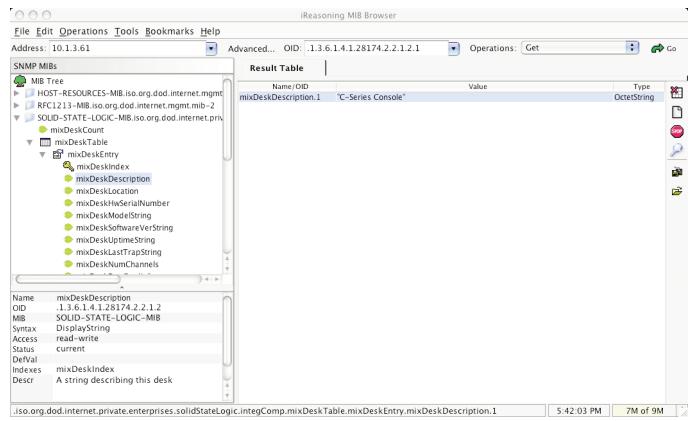 iReasoning MIB Browser
File Edit Operations Tools Bookmarks Help
Address: 10.1.3.61 Advanced... OID: .1.3.6.1.4.1.28174.2.2.1.2.1 Operations: Get Go
SNMP MIBs
MIB Tree
HOST-RESOURCES-MIB.iso.org.dod.internet.mgmt
RFC1213-MIB.iso.org.dod.internet.mgmt.mib-2
SOLID-STATE-LOGIC-MIB.iso.org.dod.internet.priv
mixDeskCount
mixDeskTable
mixDeskEntry
mixDeskIndex
mixDeskDescription
mixDeskLocation
mixDeskHwSerialNumber
mixDeskModelString
mixDeskSoftwareVerString
mixDeskUptimeString
mixDeskLastTrapString
mixDeskNumChannels
Result Table
Name/OID Value Type
mixDeskDescription.1 "C-Series Console" OctetString
STOP
Name mixDeskDescription
OID .1.3.6.1.4.1.28174.2.2.1.2
MIB SOLID-STATE-LOGIC-MIB
Syntax DisplayString
Access read-write
Status current
DefVal
Indexes mixDeskIndex
Descr A string describing this desk
.iso.org.dod.internet.private.enterprises.solidStateLogic.integComp.mixDeskTable.mixDeskEntry.mixDeskDescription.1 5:42:03 PM 7M of 9M